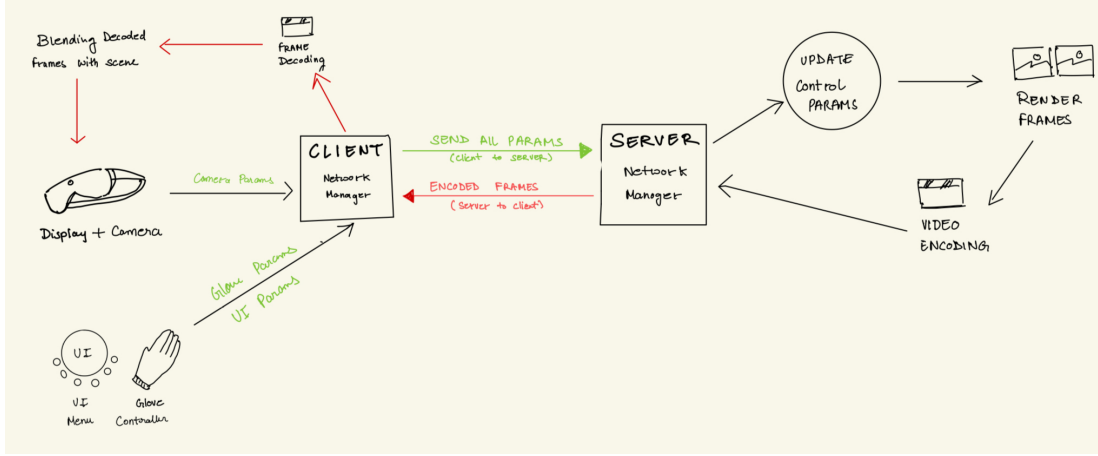 Blending Decoded
frames with scene
FRAME
Decoding
Display + Camera
Camera Params
CLIENT
Network
Manager
Glove Params
UI Params
UI
UI
Menu
Glove
Controller
SEND ALL PARAMS
(Client to SERVER)
ENCODED FRAMES
(Server to client)
SERVER
Network
Manager
UPDATE
Control
PARAMS
RENDER
FRAMES
VIDEO
ENCODING